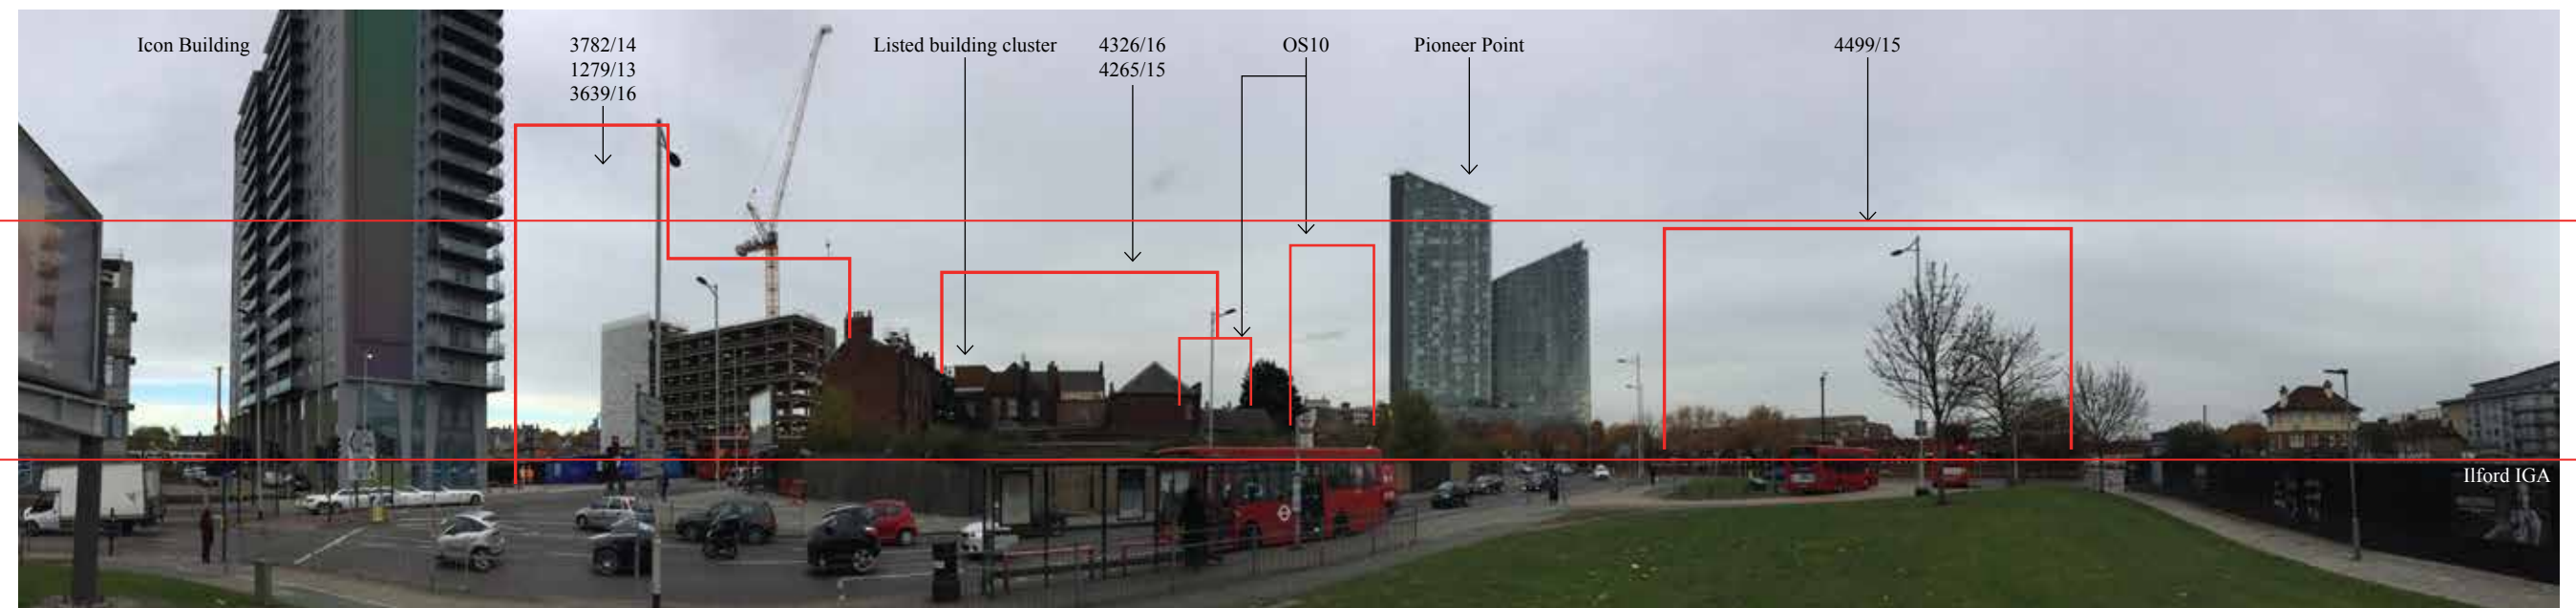 Icon Building
3782/14
1279/13
3639/16
Listed building cluster
4326/16
4265/15
OS10
Pioneer Point
4499/15
Ilford IGA